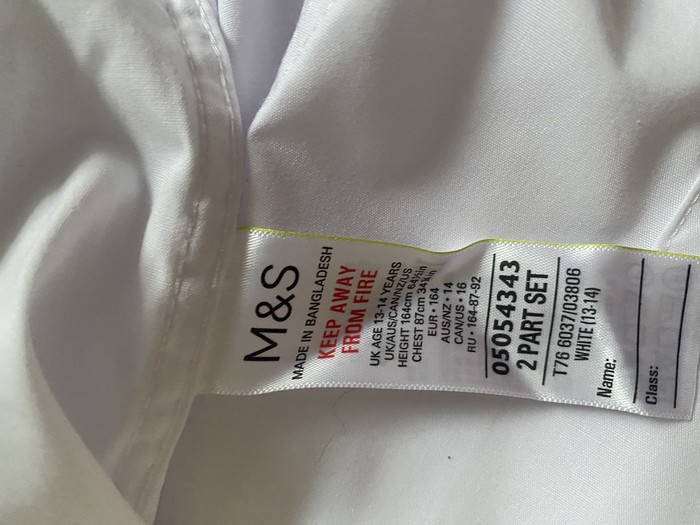 M&S
MADE IN BANGLADESH
KEEP AWAY
FROM FIRE
UK AGE 13-14 YEARS
UK/AUS/CAN/NZ/US
HEIGHT 164cm 64½in
CHEST 87cm 34½in
EUR • 164
AUS/NZ • 14
CAN/US • 16
RU • 164-87-92
05054343
2 PART SET
T76 6037/03806
WHITE (13-14)
Name:
Class: